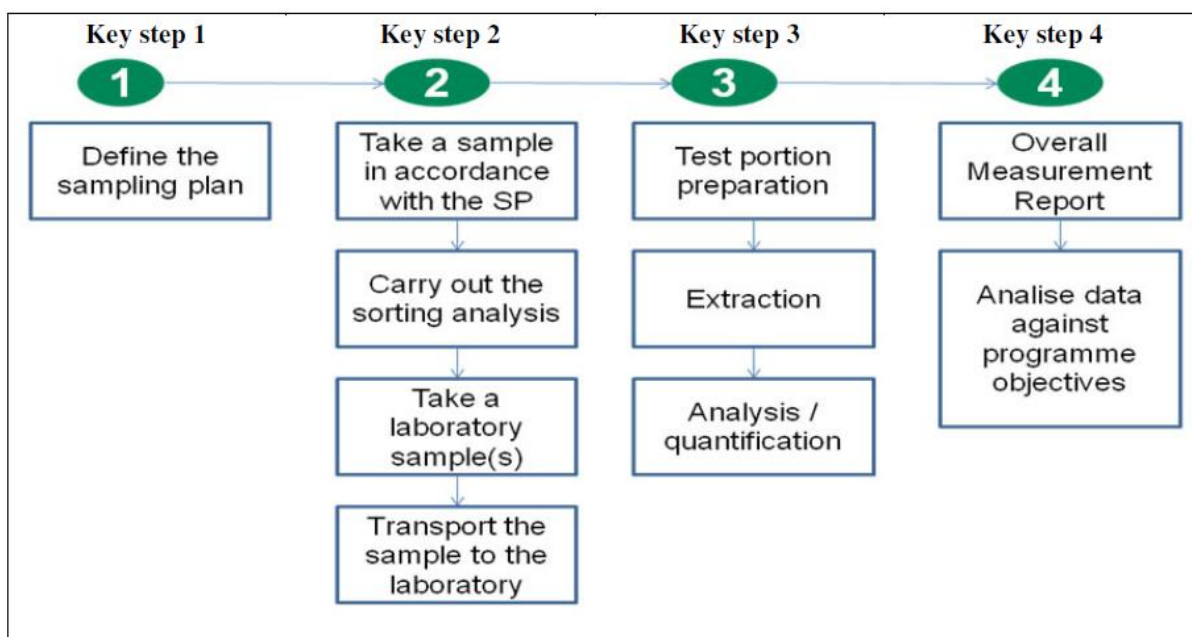 Key step 1
Key step 2
Key step 3
Key step 4
1
2
3
4
Define the
sampling plan
Take a sample
in accordance
with the SP
Carry out the
sorting analysis
Take a
laboratory
sample(s)
Transport the
sample to the
laboratory
Test portion
preparation
Extraction
Analysis /
quantification
Overall
Measurement
Report
Analise data
against
programme
objectives